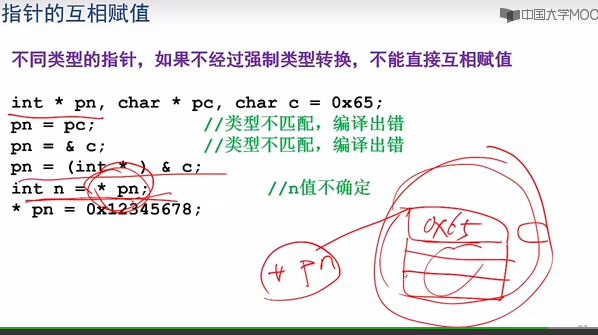 指针的互相赋值
中国大学MOO
不同类型的指针，如果不经过强制类型转换，不能直接互相赋值
int * pn, char * pc, char c = 0x65;
pn = pc; //类型不匹配，编译出错
pn = & c; //类型不匹配，编译出错
pn = (int * ) & c;
int n = * pn; //n值不确定
* pn = 0x12345678;
0x65
* pn